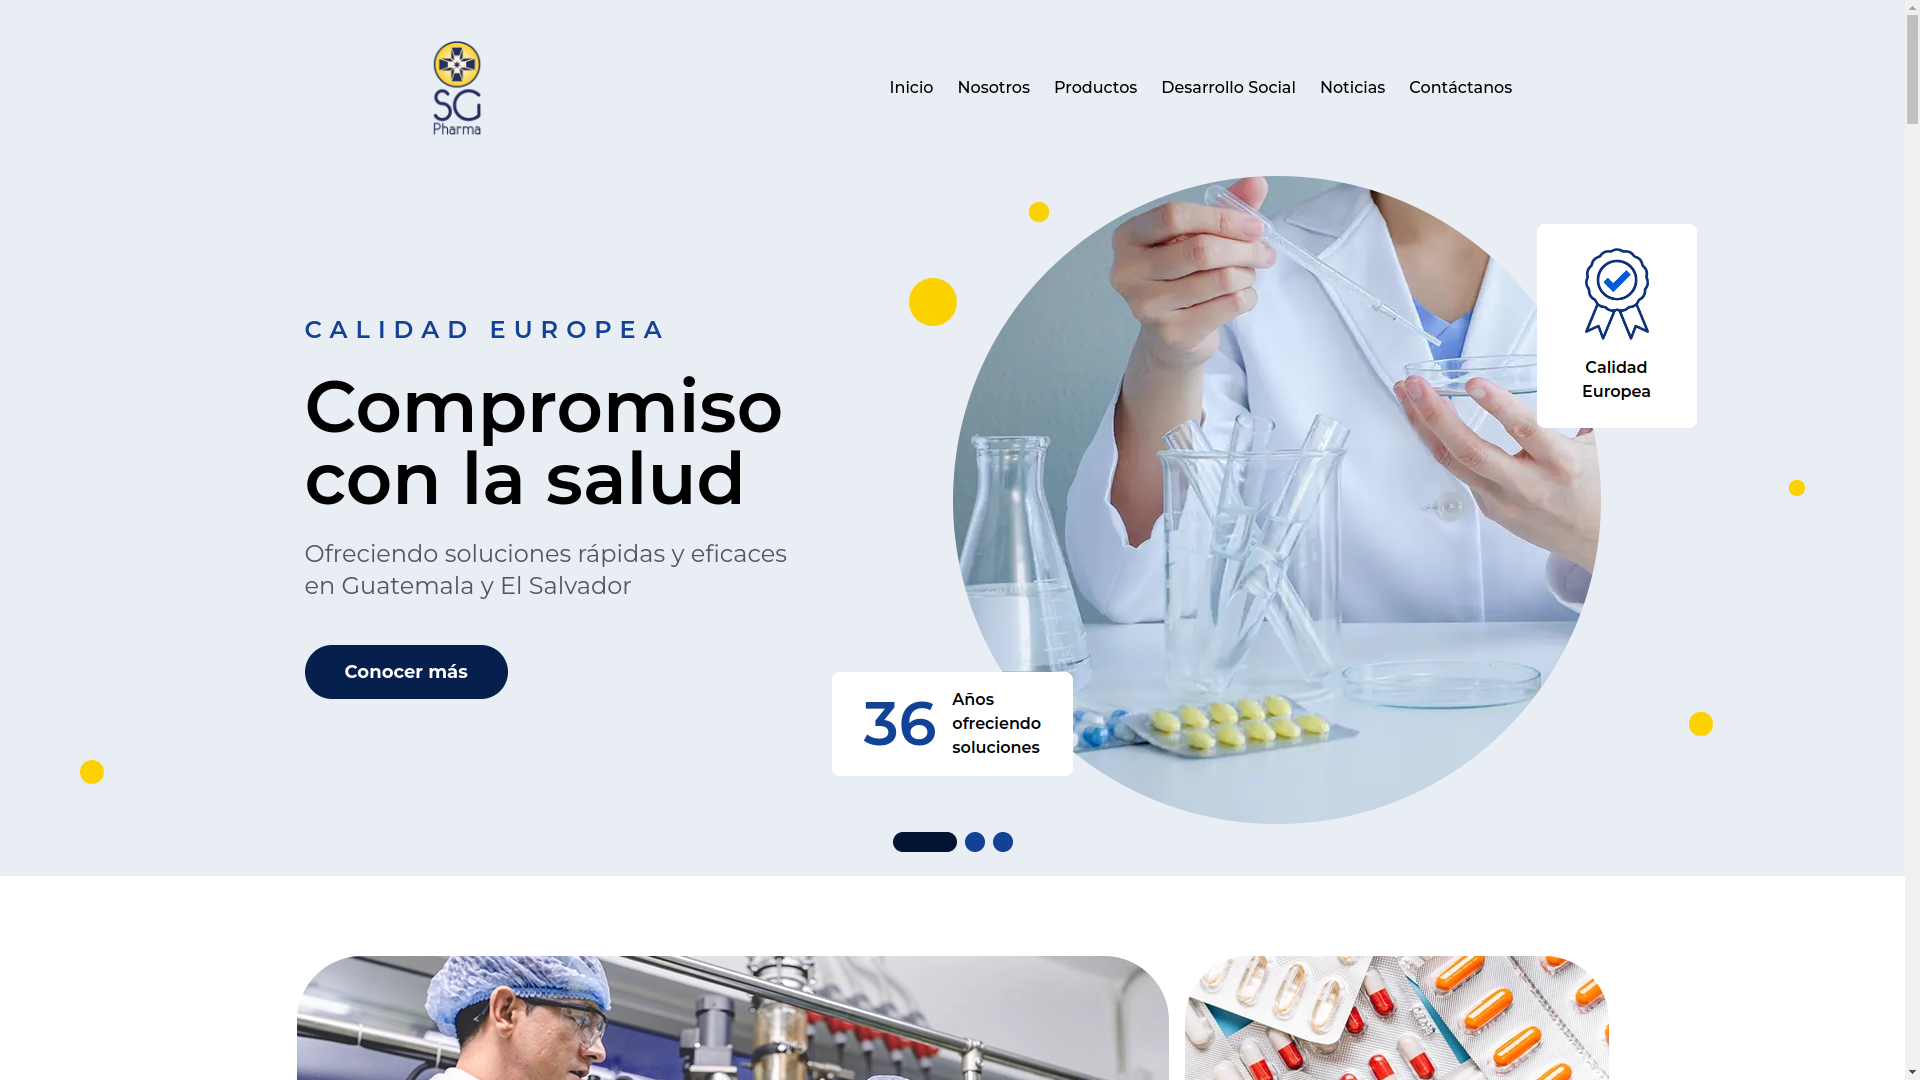 SG
Pharma
Inicio
Nosotros
Productos
Desarrollo Social
Noticias
Contáctanos
CALIDAD EUROPEA
Compromiso
con la salud
Ofreciendo soluciones rápidas y eficaces
en Guatemala y El Salvador
Conocer más
Calidad
Europea
36
Años
ofreciendo
soluciones